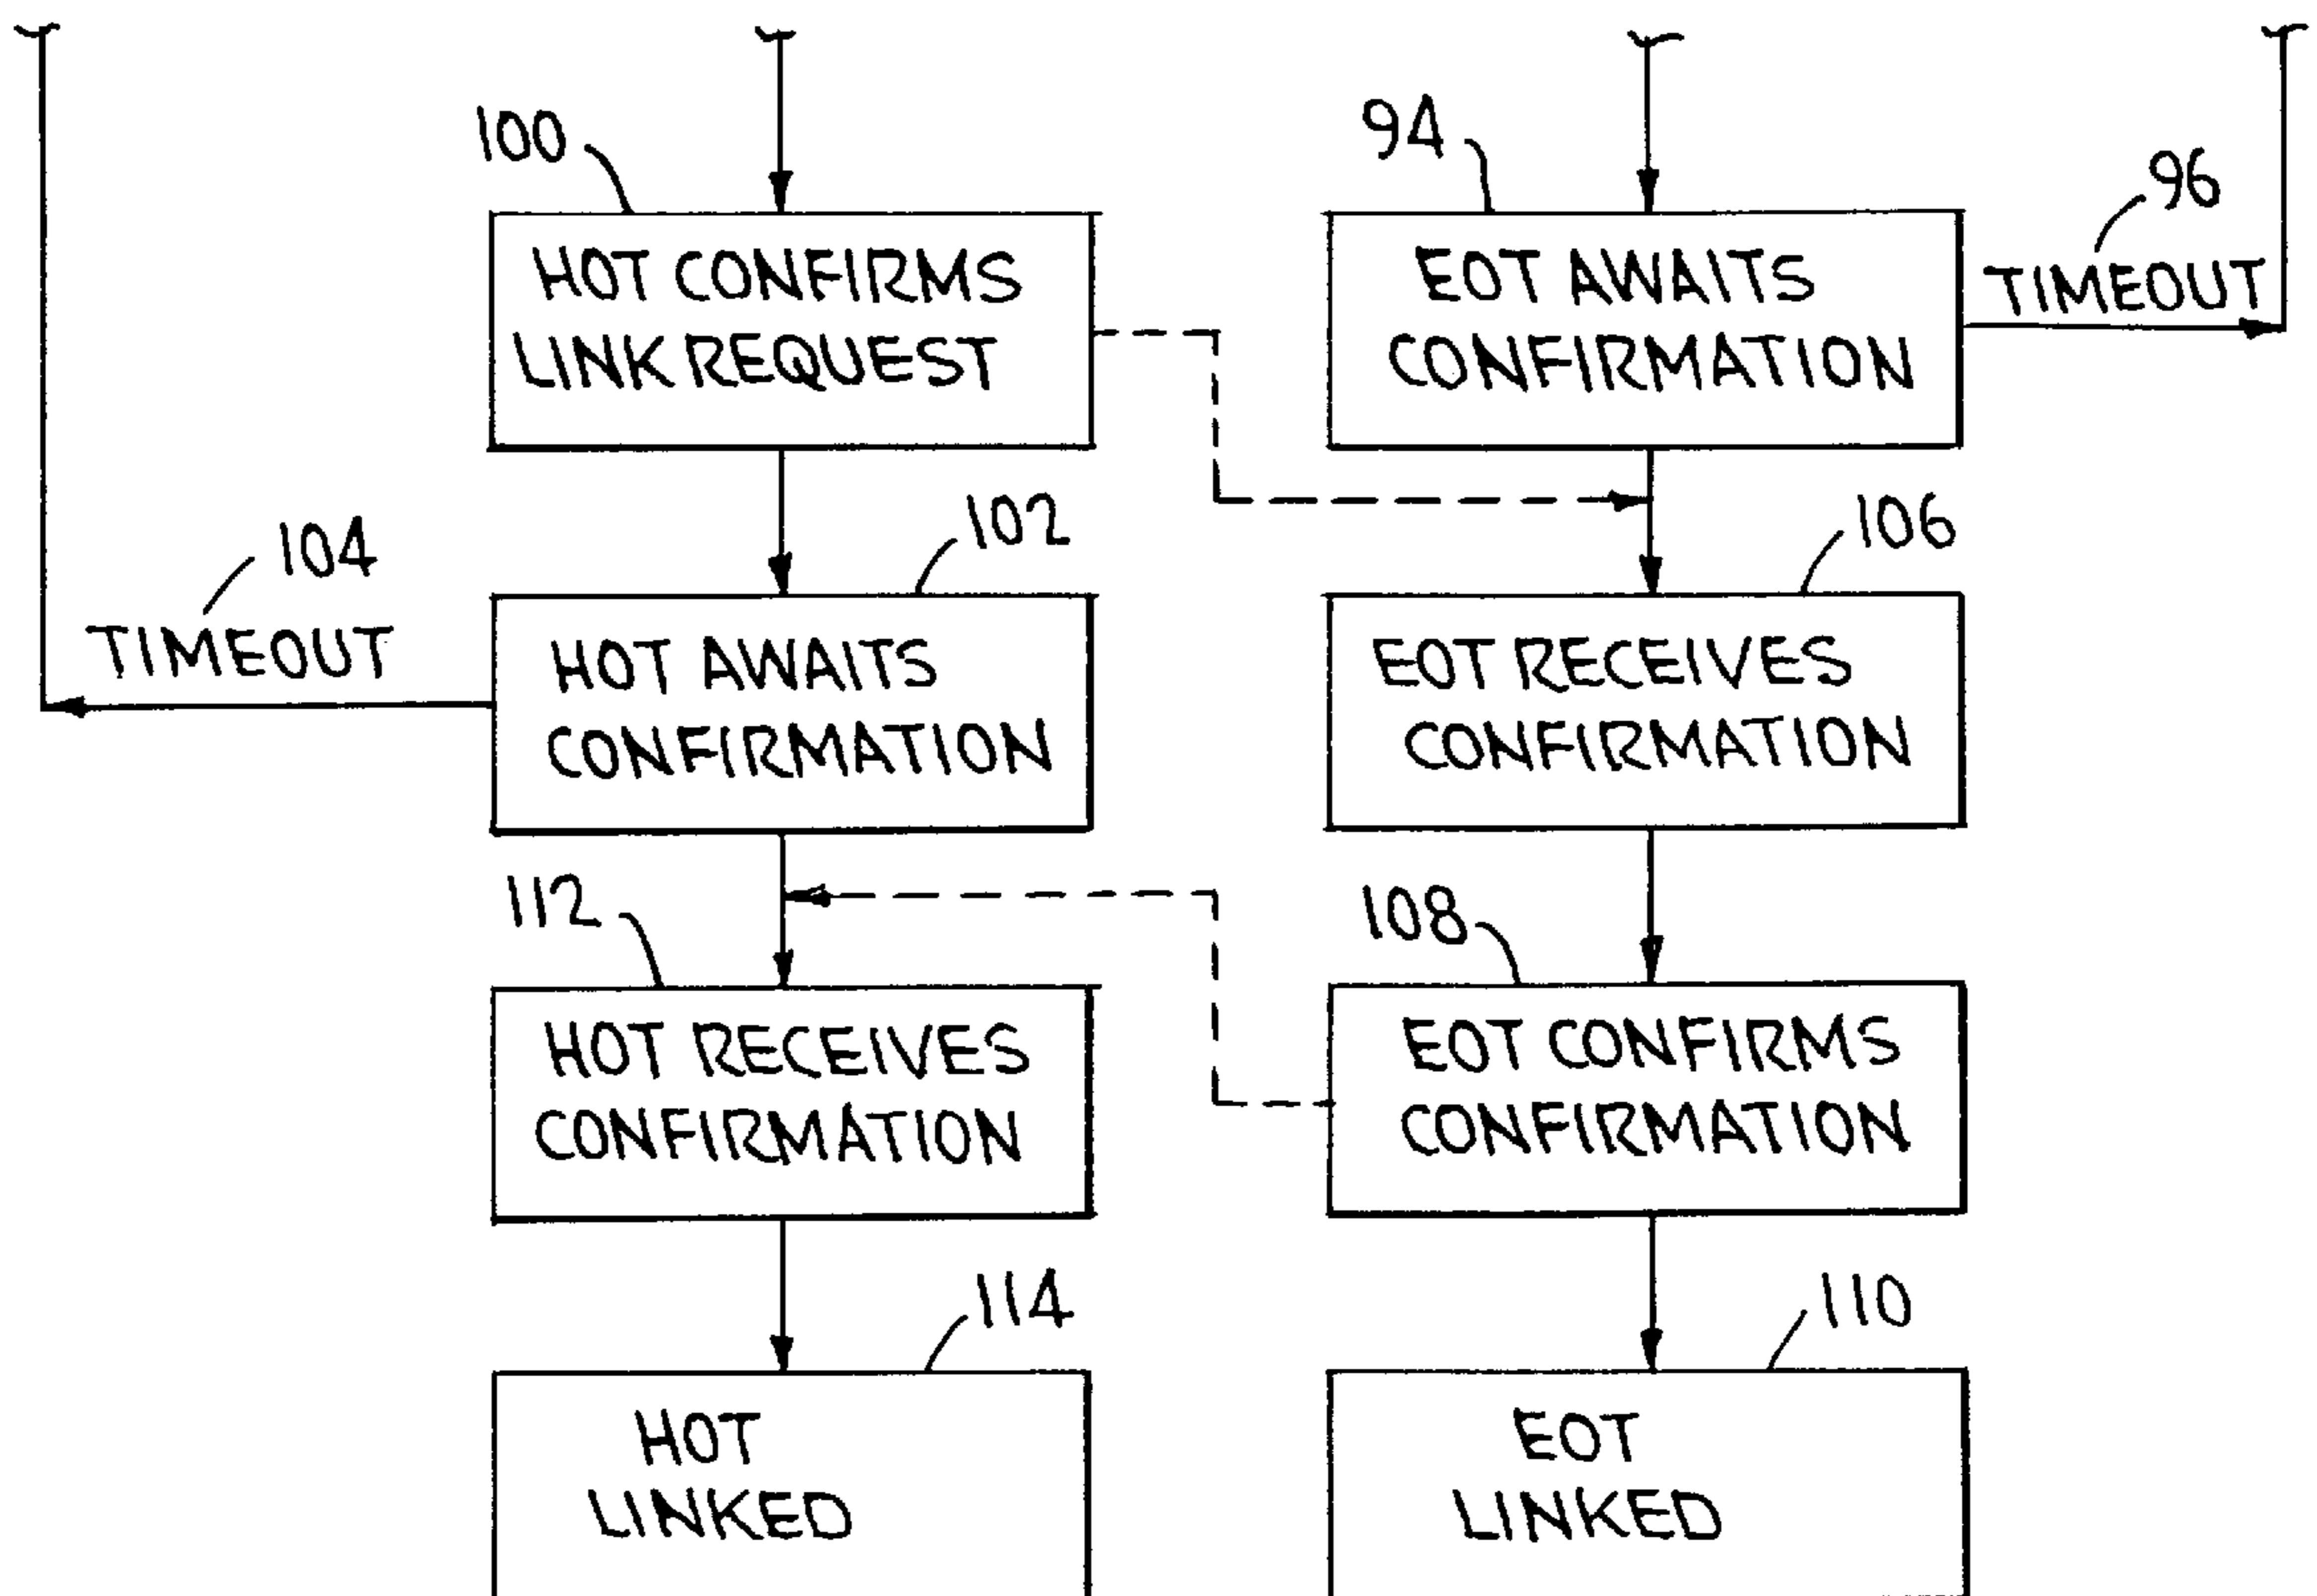 100
94
96
HOT CONFIRMS
LINK REQUEST
EOT AWAITS
CONFIRMATION
TIMEOUT
104
102
106
TIMEOUT
HOT AWAITS
CONFIRMATION
EOT RECEIVES
CONFIRMATION
112
108
HOT RECEIVES
CONFIRMATION
EOT CONFIRMS
CONFIRMATION
114
110
HOT
LINKED
EOT
LINKED